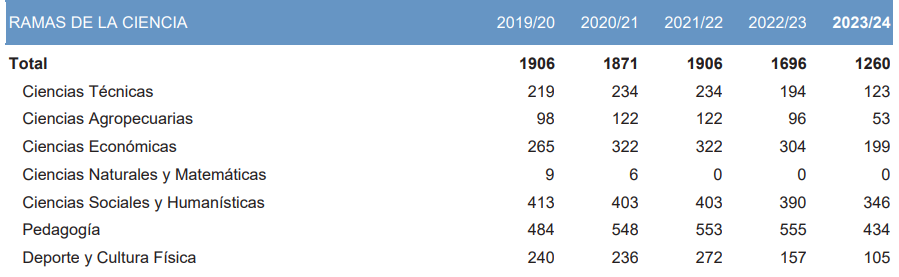 RAMAS DE LA CIENCIA 2019/20 2020/21 2021/22 2022/23 2023/24
Total 1906 1871 1906 1696 1260
Ciencias Técnicas 219 234 234 194 123
Ciencias Agropecuarias 98 122 122 96 53
Ciencias Económicas 265 322 322 304 199
Ciencias Naturales y Matemáticas 9 6 0 0 0
Ciencias Sociales y Humanísticas 413 403 403 390 346
Pedagogía 484 548 553 555 434
Deporte y Cultura Física 240 236 272 157 105